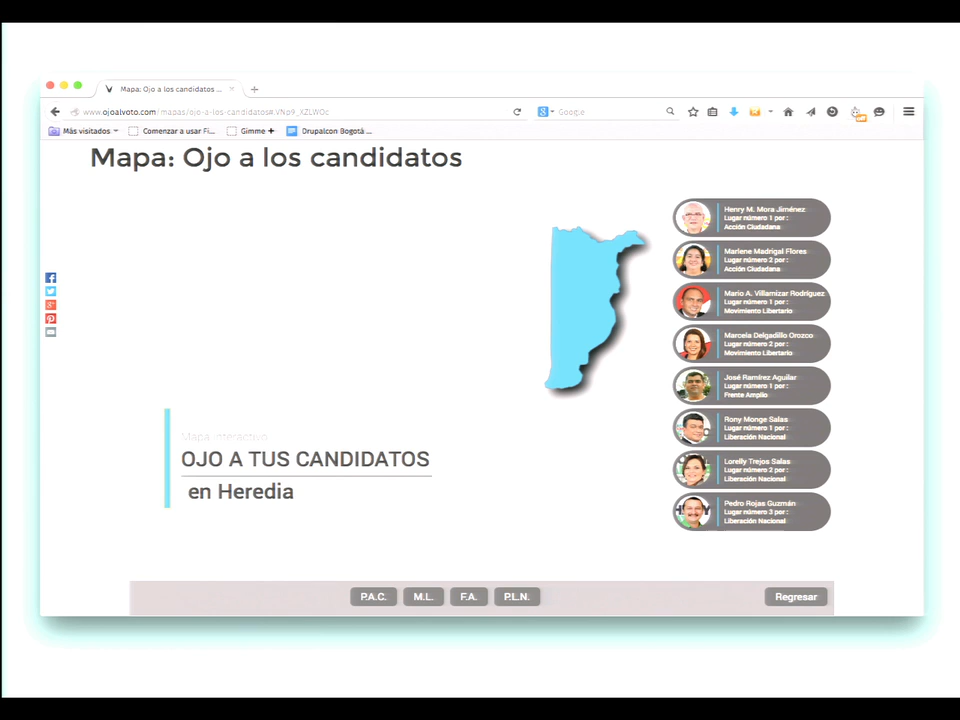 Mapa: Ojo a los candidatos ...
www.ojoalvoto.com/mapas/ojo-a-los-candidatos#.VNp9_XZLWOc
Google
Más visitados
Comenzar a usar Fi...
Gimme +
Drupalcon Bogotá ...
Mapa: Ojo a los candidatos
Henry M. Mora Jiménez
Lugar número 1 por :
Acción Ciudadana
Marlene Madrigal Flores
Lugar número 2 por :
Acción Ciudadana
Mario A. Villamizar Rodríguez
Lugar número 1 por :
Movimiento Libertario
Marcela Delgadillo Orozco
Lugar número 2 por :
Movimiento Libertario
José Ramírez Aguilar
Lugar número 1 por :
Frente Amplio
Rony Monge Salas
Lugar número 1 por :
Liberación Nacional
Lorelly Trejos Salas
Lugar número 2 por :
Liberación Nacional
Pedro Rojas Guzmán
Lugar número 3 por :
Liberación Nacional
Mapa interactivo
OJO A TUS CANDIDATOS
en Heredia
P.A.C.
M.L.
F.A.
P.L.N.
Regresar